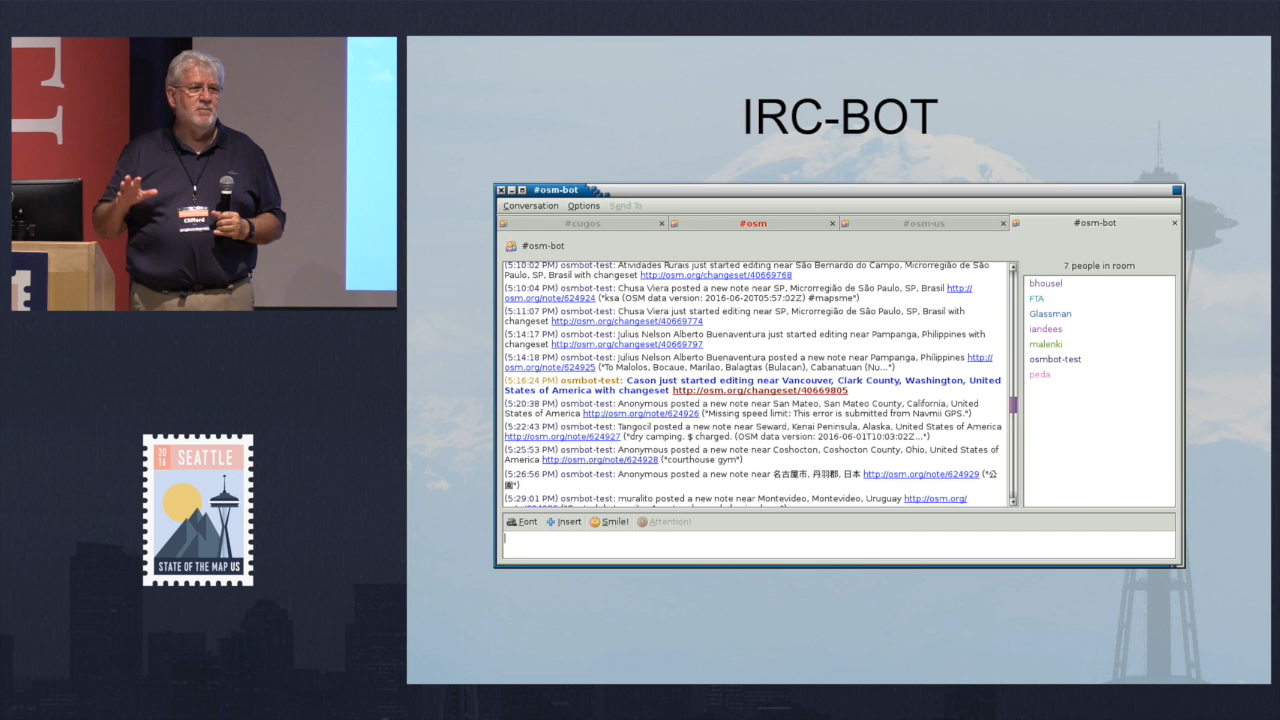 IRC-BOT
#osm-bot
Conversation Options Send To
#cugos #osm #osm-us #osm-bot
#osm-bot
7 people in room
(5:10:02 PM) osmbot-test: Atividades Rurais just started editing near São Bernardo do Campo, Microrregião de São
Paulo, SP, Brasil with changeset http://osm.org/changeset/40669768
(5:10:04 PM) osmbot-test: Chusa Viera posted a new note near SP, Microrregião de São Paulo, SP, Brasil http://
osm.org/note/624924 ("ksa (OSM data version: 2016-06-20T05:57:02Z) #mapsme")
(5:11:07 PM) osmbot-test: Chusa Viera just started editing near SP, Microrregião de São Paulo, SP, Brasil with
changeset http://osm.org/changeset/40669774
(5:14:17 PM) osmbot-test: Julius Nelson Alberto Buenaventura just started editing near Pampanga, Philippines with
changeset http://osm.org/changeset/40669797
(5:14:18 PM) osmbot-test: Julius Nelson Alberto Buenaventura posted a new note near Pampanga, Philippines http://
osm.org/note/624925 ("To Malolos, Bocaue, Marilao, Balagtas (Bulacan), Cabanatuan (Nu...")
(5:16:24 PM) osmbot-test: Cason just started editing near Vancouver, Clark County, Washington, United
States of America with changeset http://osm.org/changeset/40669805
(5:20:38 PM) osmbot-test: Anonymous posted a new note near San Mateo, San Mateo County, California, United
States of America http://osm.org/note/624926 ("Missing speed limit: This error is submitted from Navmii GPS.")
(5:22:43 PM) osmbot-test: Tangocil posted a new note near Seward, Kenai Peninsula, Alaska, United States of America
http://osm.org/note/624927 ("dry camping. $ charged. (OSM data version: 2016-06-01T10:03:02Z...")
(5:25:53 PM) osmbot-test: Anonymous posted a new note near Coshocton, Coshocton County, Ohio, United States of
America http://osm.org/note/624928 ("courthouse gym")
(5:26:56 PM) osmbot-test: Anonymous posted a new note near 名古屋市, 丹羽郡, 日本 http://osm.org/note/624929 ("公
園")
(5:29:01 PM) osmbot-test: muralito posted a new note near Montevideo, Montevideo, Uruguay http://osm.org/
bhousel
FTA
Glassman
iandees
malenki
osmbot-test
peda
Font Insert Smile! Attention!
Clifford
2016 SEATTLE
STATE OF THE MAP US